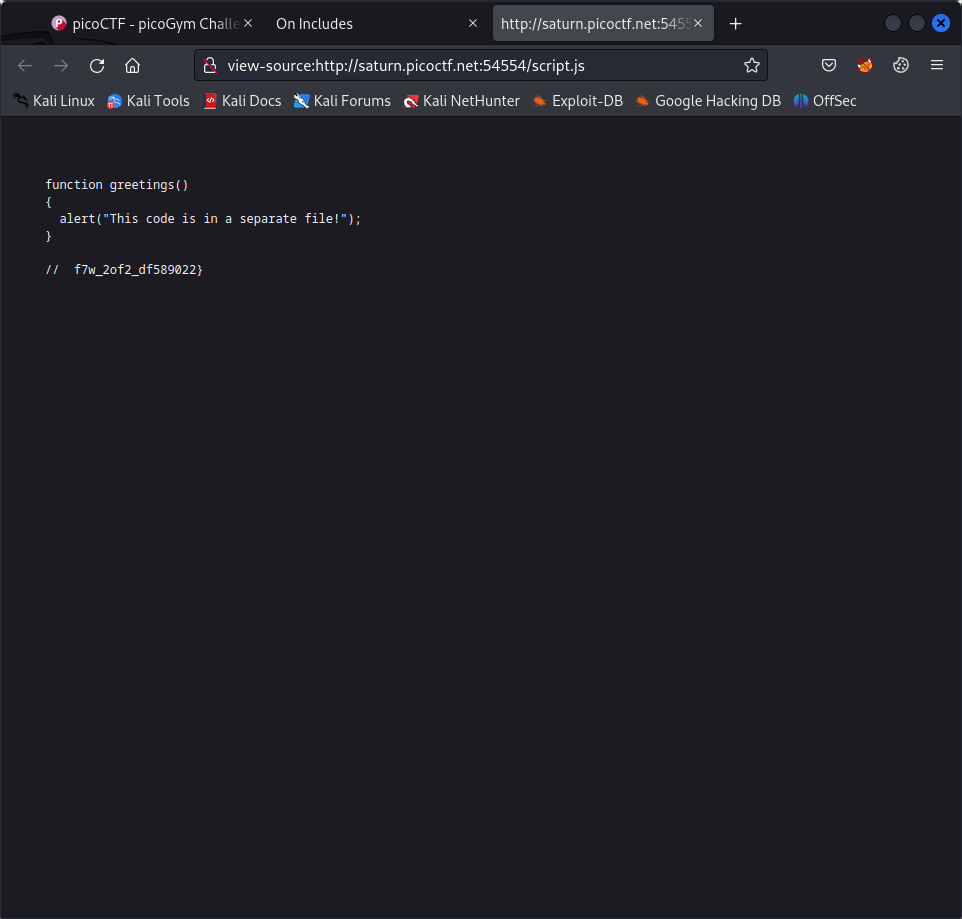 picoCTF - picoGym Challe
On Includes
http://saturn.picoctf.net:5455
view-source:http://saturn.picoctf.net:54554/script.js
Kali Linux Kali Tools Kali Docs Kali Forums Kali NetHunter Exploit-DB Google Hacking DB OffSec
function greetings()
{
  alert("This code is in a separate file!");
}
//  f7w_2of2_df589022}